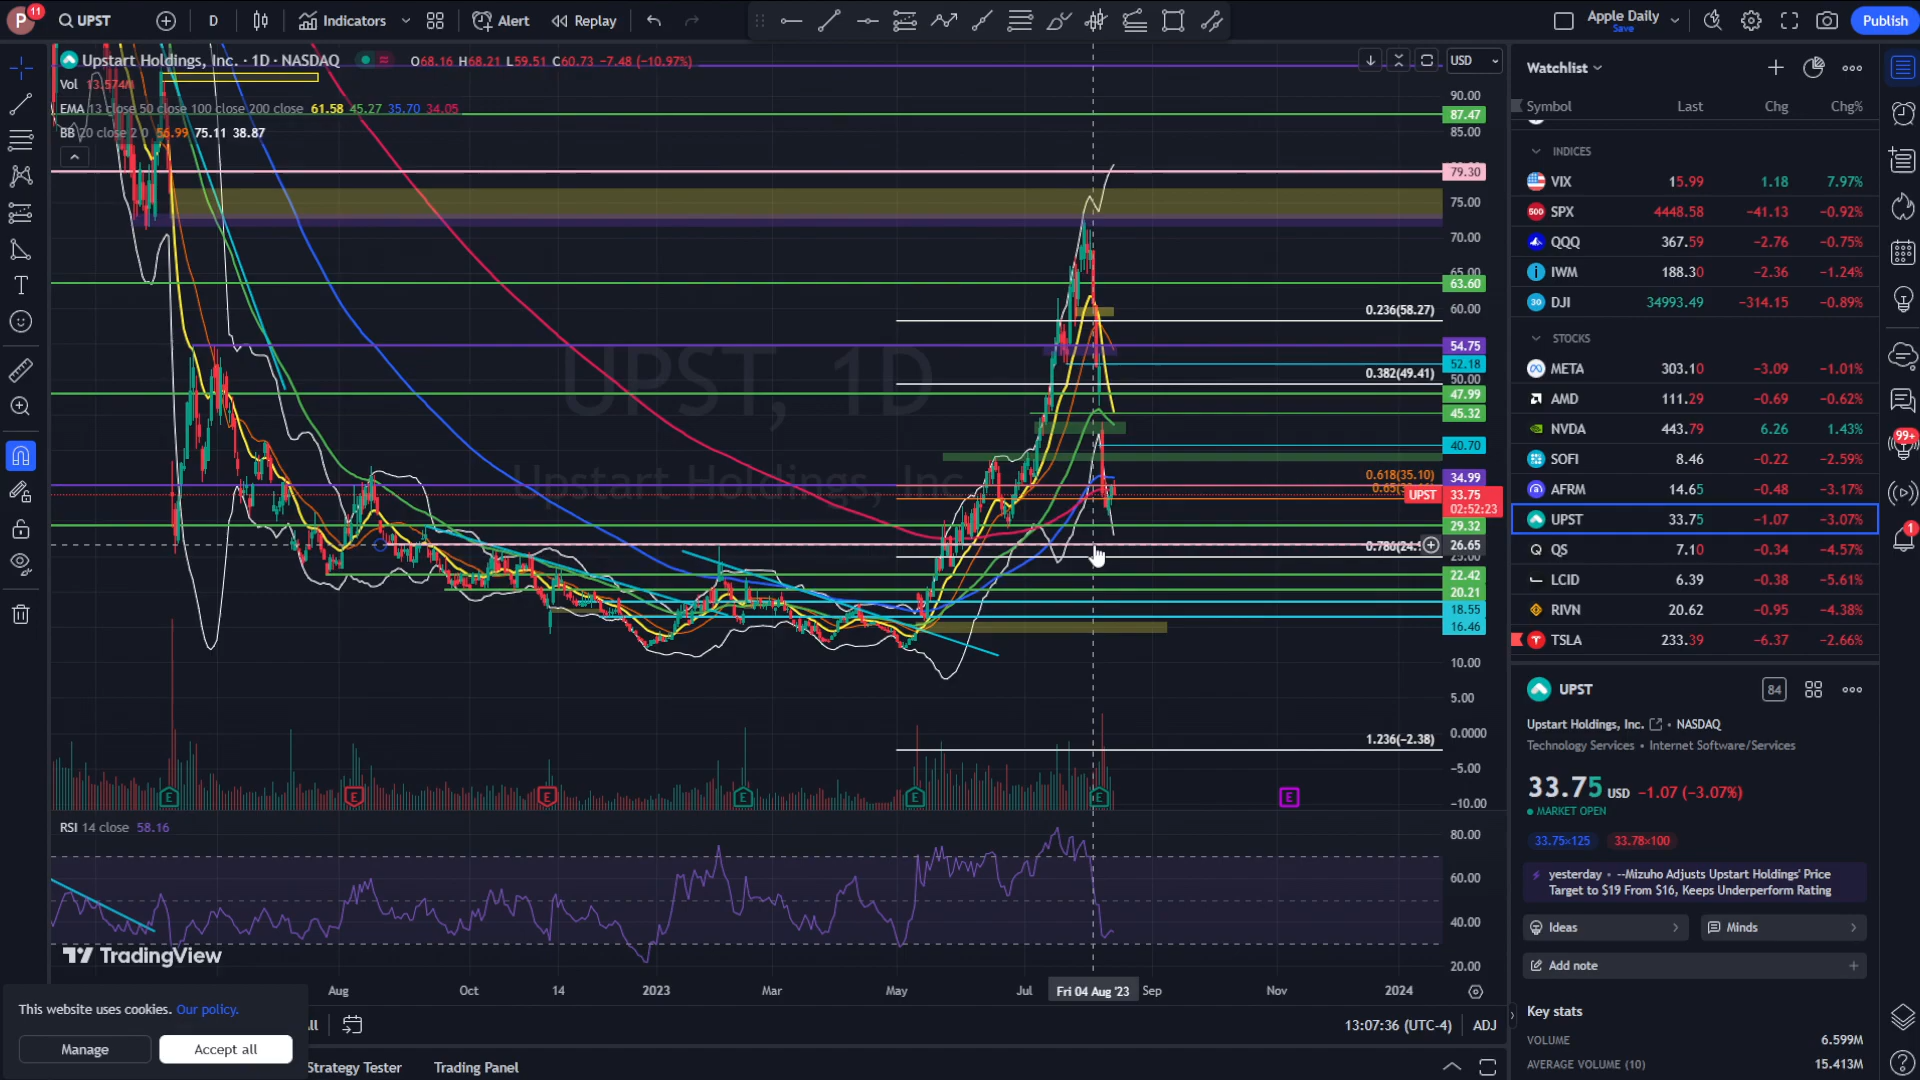 P
11
UPST
D
Indicators
Alert
Replay
Apple Daily
Save
Publish
Upstart Holdings, Inc. · 1D · NASDAQ
O68.16 H68.21 L59.51 C60.73 −7.48 (−10.97%)
Vol 13.574M
EMA 13 close 50 close 100 close 200 close 61.58 45.27 35.70 34.05
BB 20 close 2 0 56.99 75.11 38.87
USD
90.00
87.47
85.00
79.30
75.00
70.00
65.00
63.60
60.00
0.236(58.27)
54.75
52.18
0.382(49.41)
50.00
47.99
45.32
40.70
0.618(35.10)
34.99
UPST 33.75
02:52:23
29.32
26.65
22.42
20.21
18.55
16.46
10.00
5.00
0.0000
1.236(−2.38)
−5.00
−10.00
UPST, 1D
Upstart Holdings, Inc.
E E E E E E E
RSI 14 close 58.16
80.00
60.00
40.00
20.00
TradingView
Aug Oct 14 2023 Mar May Jul Fri 04 Aug '23 Sep Nov 2024
This website uses cookies. Our policy.
Manage
Accept all
13:07:36 (UTC-4)
ADJ
Strategy Tester
Trading Panel
Watchlist
Symbol Last Chg Chg%
INDICES
VIX 15.99 1.18 7.97%
500 SPX 4448.58 −41.13 −0.92%
QQQ 367.59 −2.76 −0.75%
IWM 188.30 −2.36 −1.24%
30 DJI 34993.49 −314.15 −0.89%
STOCKS
META 303.10 −3.09 −1.01%
AMD 111.29 −0.69 −0.62%
NVDA 443.79 6.26 1.43%
SOFI 8.46 −0.22 −2.59%
AFRM 14.65 −0.48 −3.17%
UPST 33.75 −1.07 −3.07%
QS 7.10 −0.34 −4.57%
LCID 6.39 −0.38 −5.61%
RIVN 20.62 −0.95 −4.38%
TSLA 233.39 −6.37 −2.66%
UPST
84
Upstart Holdings, Inc. • NASDAQ
Technology Services • Internet Software/Services
33.75 USD −1.07 (−3.07%)
MARKET OPEN
33.75×125
33.78×100
yesterday • --Mizuho Adjusts Upstart Holdings' Price
Target to $19 From $16, Keeps Underperform Rating
Ideas
Minds
Add note
Key stats
VOLUME 6.599M
AVERAGE VOLUME (10) 15.413M
99+
1